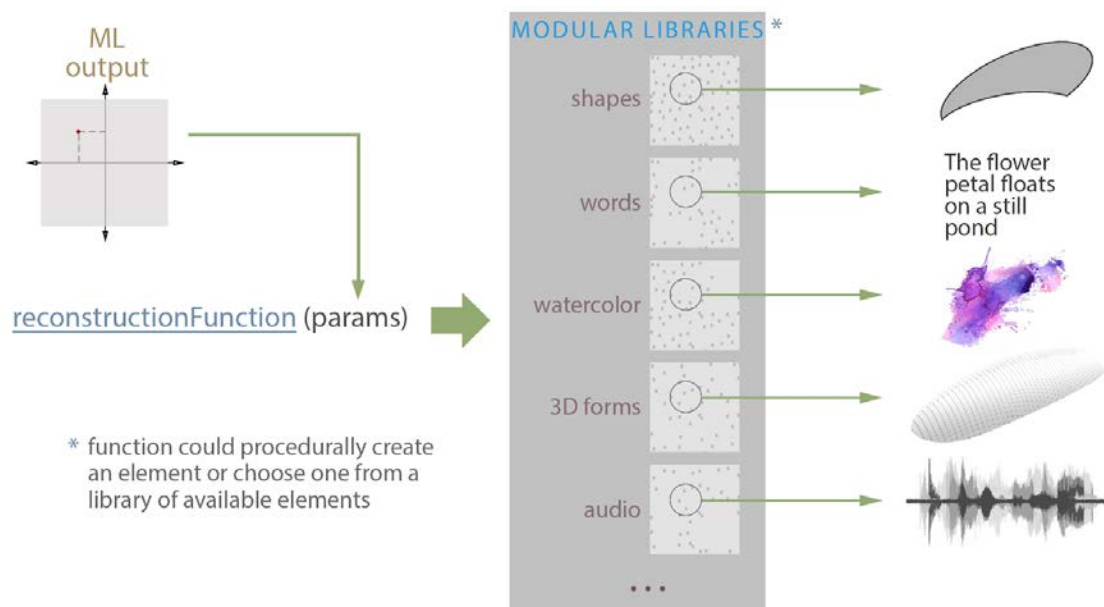 ML
output
reconstructionFunction (params)
* function could procedurally create
an element or choose one from a
library of available elements
MODULAR LIBRARIES *
shapes
words
watercolor
3D forms
audio
...
The flower
petal floats
on a still
pond